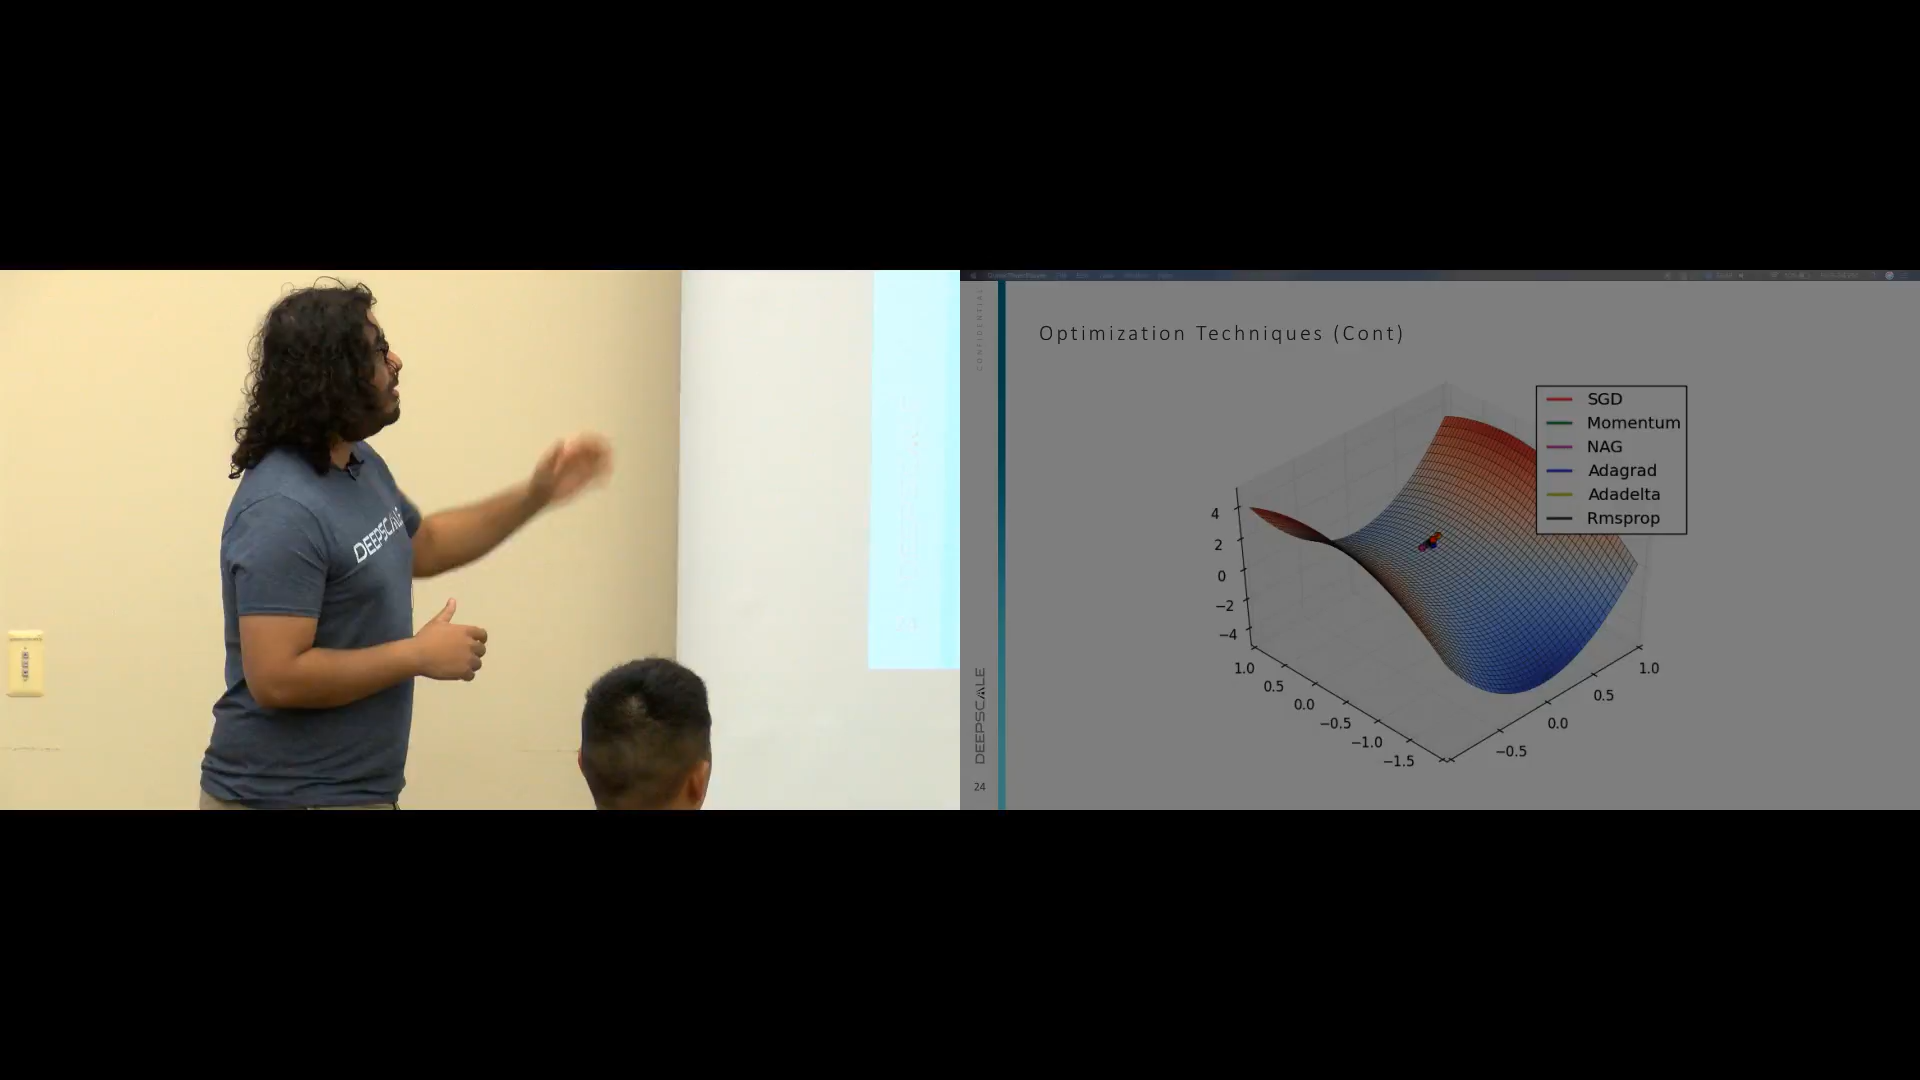 DEEPSCALE
CONFIDENTIAL
Optimization Techniques (Cont)
SGD
Momentum
NAG
Adagrad
Adadelta
Rmsprop
4
2
0
−2
−4
1.0
0.5
0.0
−0.5
−1.0
−1.5
−0.5
0.0
0.5
1.0
DEEPSCALE
24